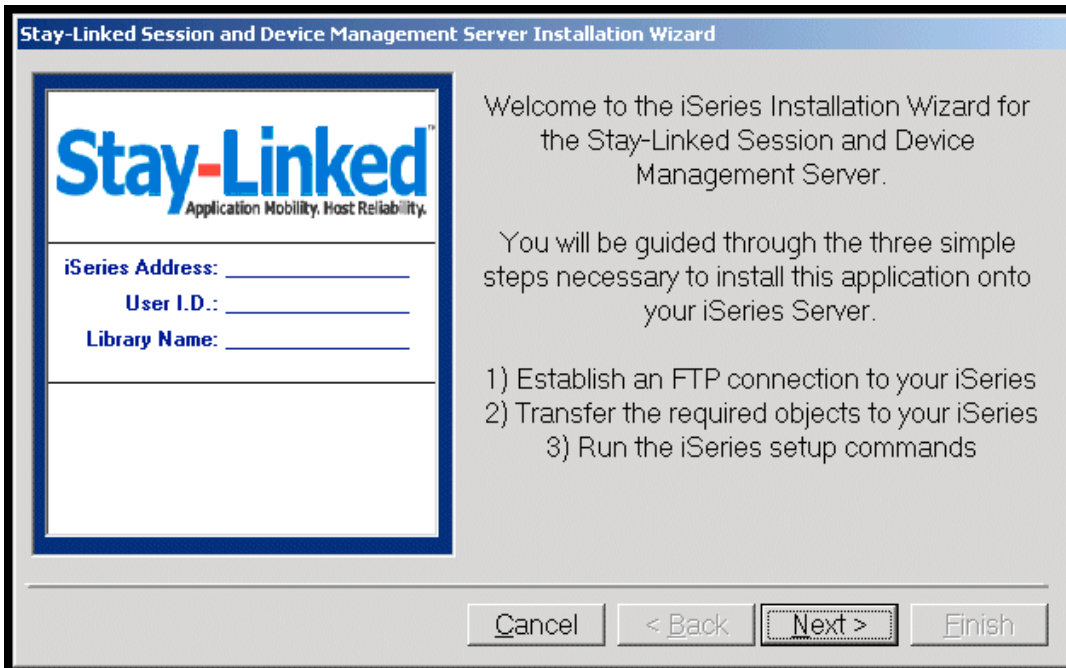 Stay-Linked Session and Device Management Server Installation Wizard
Stay-Linked™
Application Mobility. Host Reliability.
iSeries Address: _______________
User I.D.: _______________
Library Name: _______________
Welcome to the iSeries Installation Wizard for
the Stay-Linked Session and Device
Management Server.
You will be guided through the three simple
steps necessary to install this application onto
your iSeries Server.
1) Establish an FTP connection to your iSeries
2) Transfer the required objects to your iSeries
3) Run the iSeries setup commands
Cancel
< Back
Next >
Finish